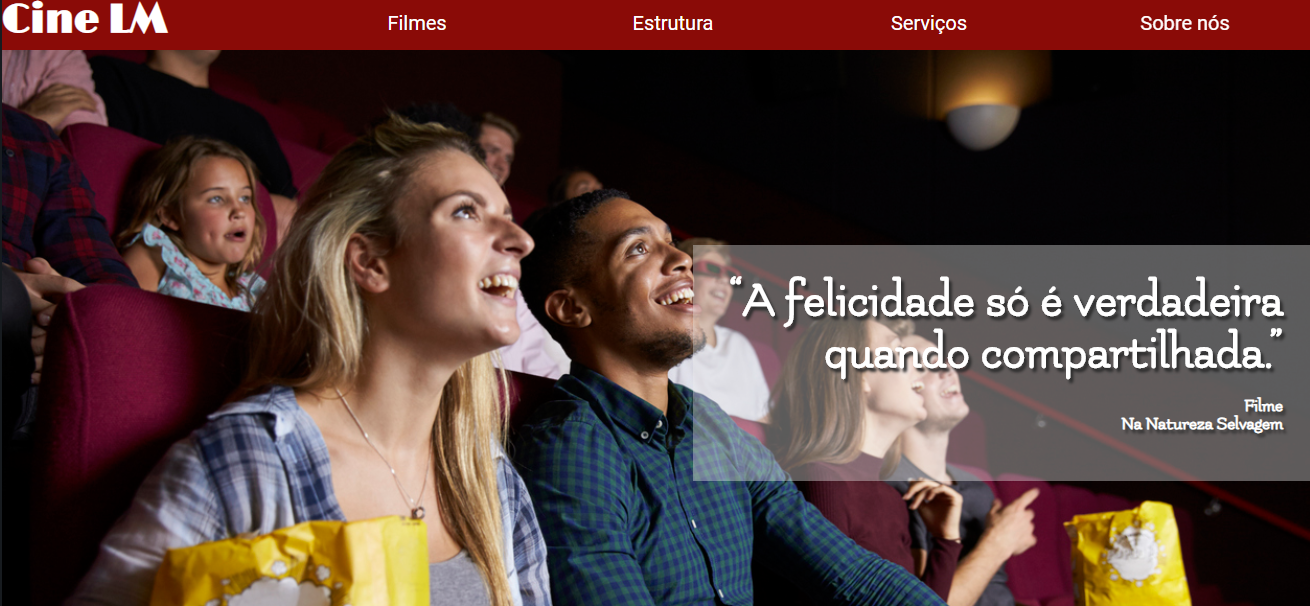 Cine LM
Filmes
Estrutura
Serviços
Sobre nós
“A felicidade só é verdadeira
quando compartilhada.”
Filme
Na Natureza Selvagem